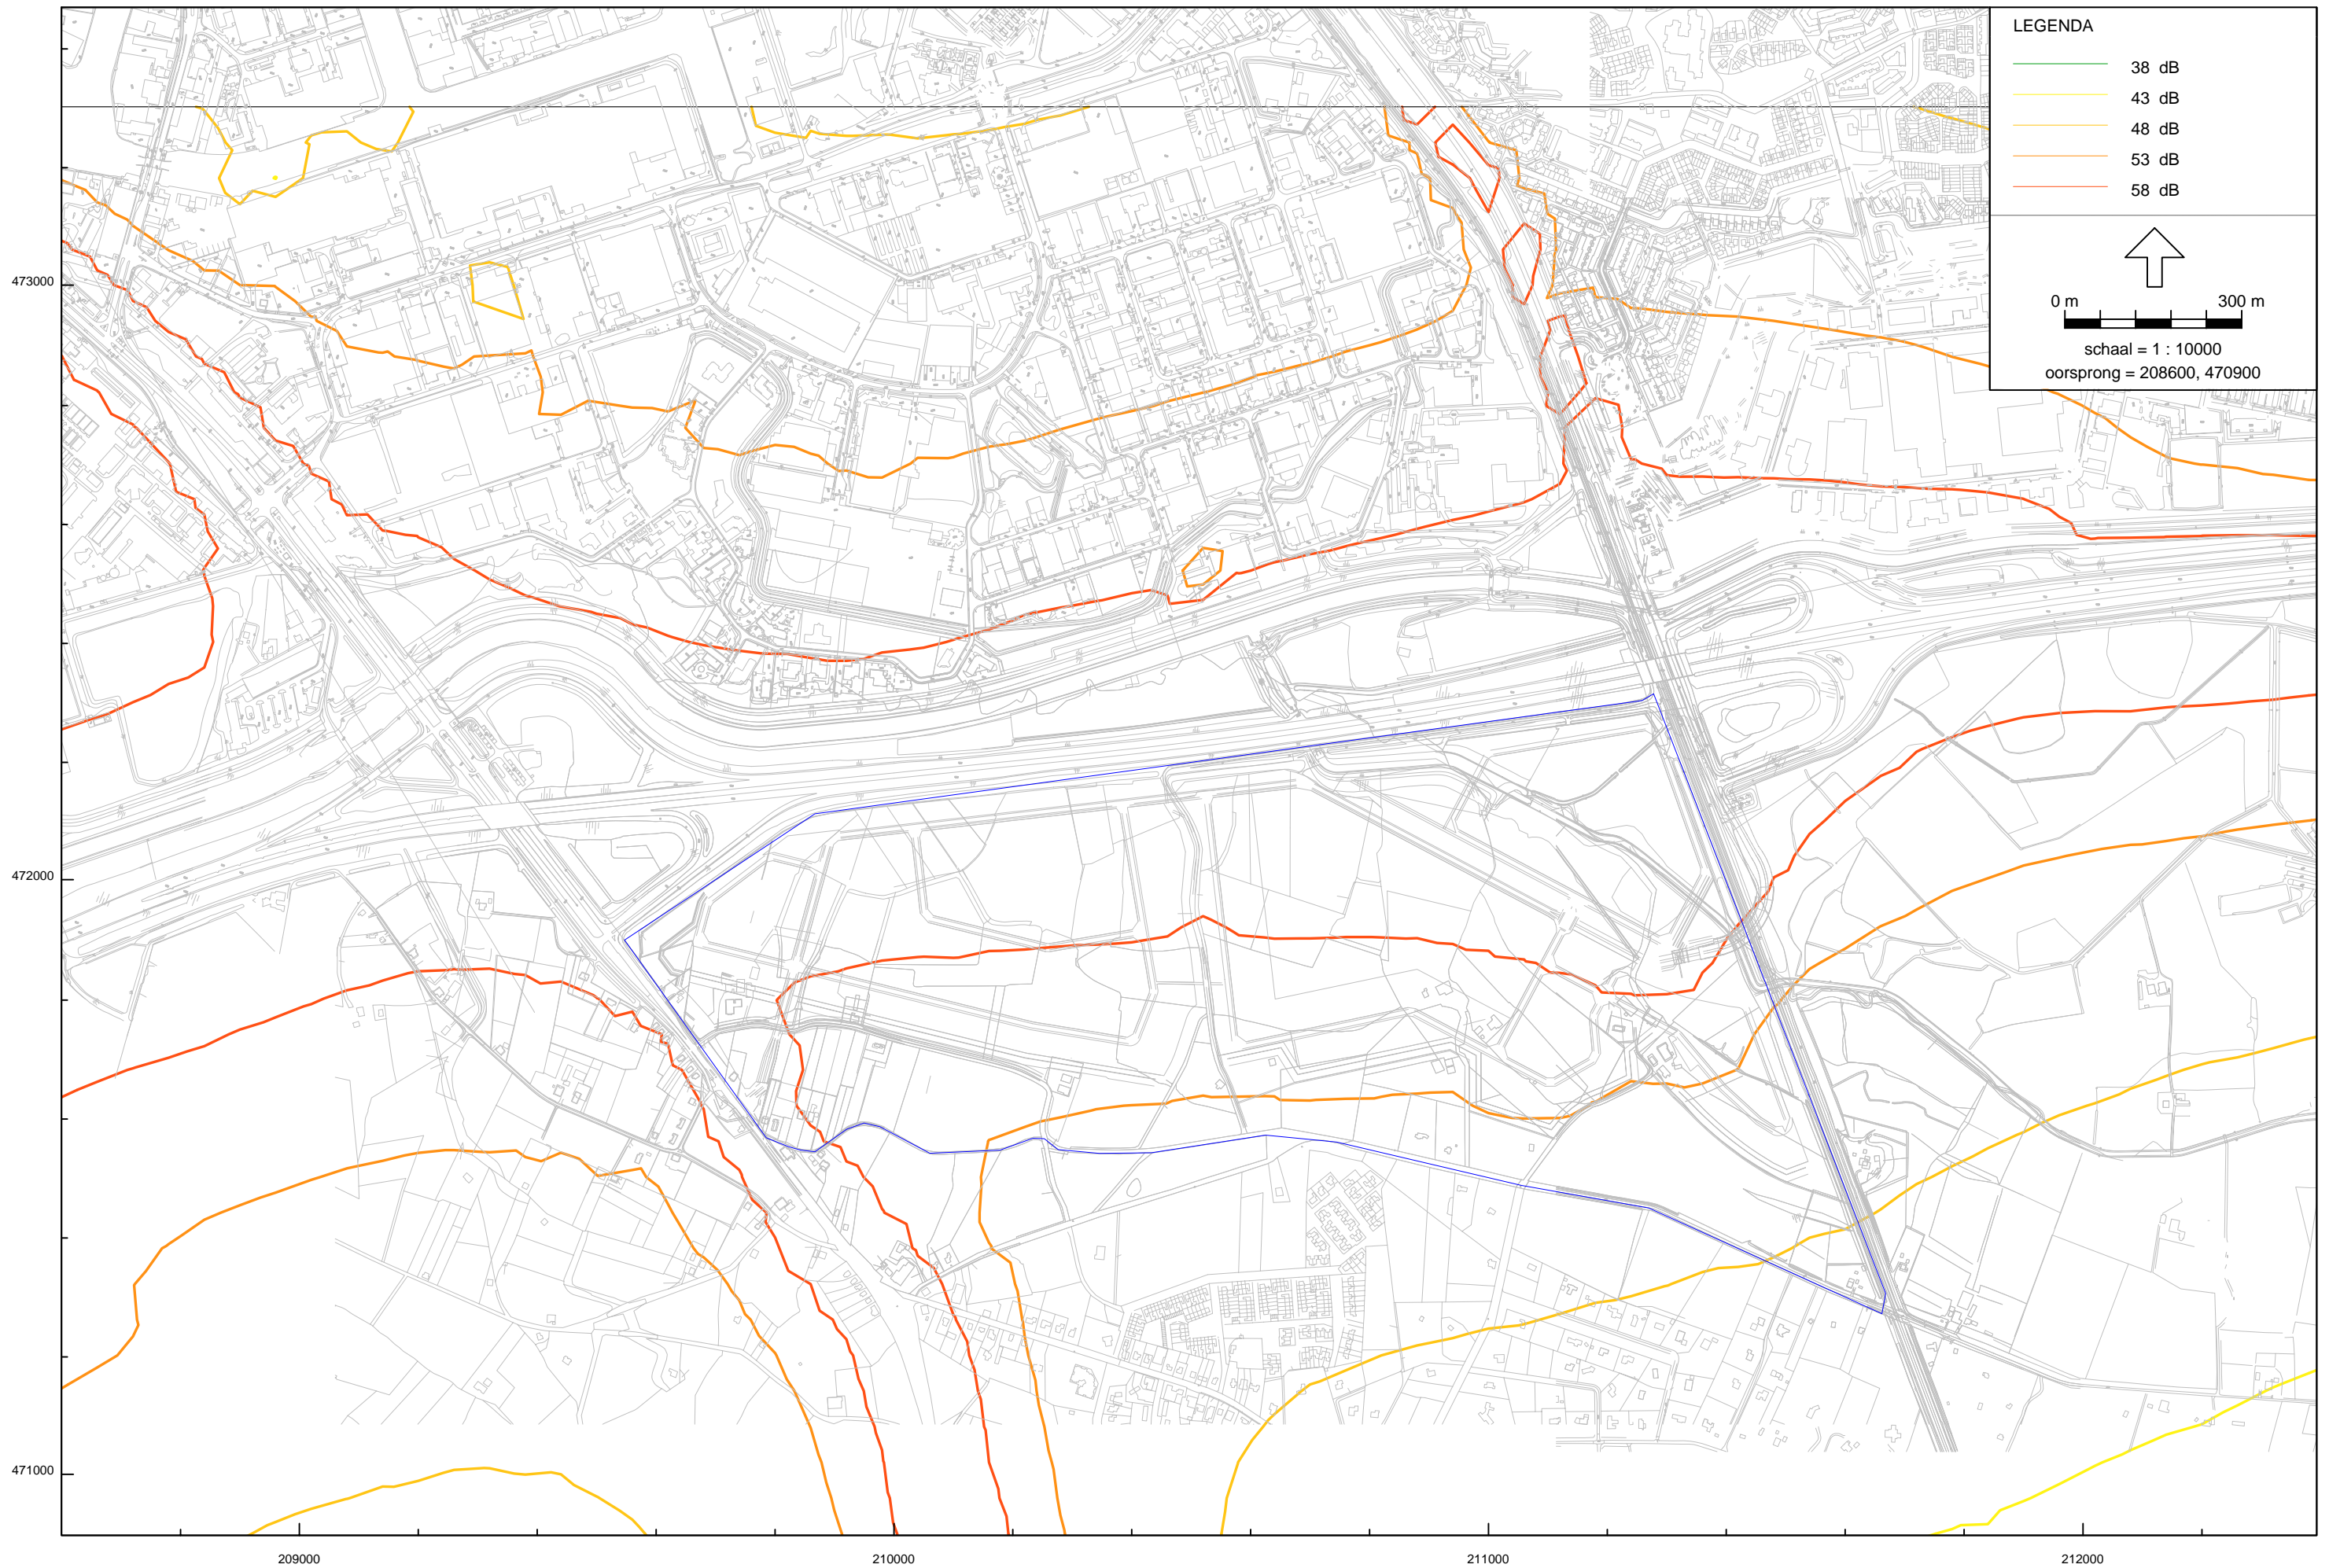 LEGENDA
38 dB
43 dB
48 dB
53 dB
58 dB
0 m 300 m
schaal = 1 : 10000
oorsprong = 208600, 470900
473000
472000
471000
209000 210000 211000 212000